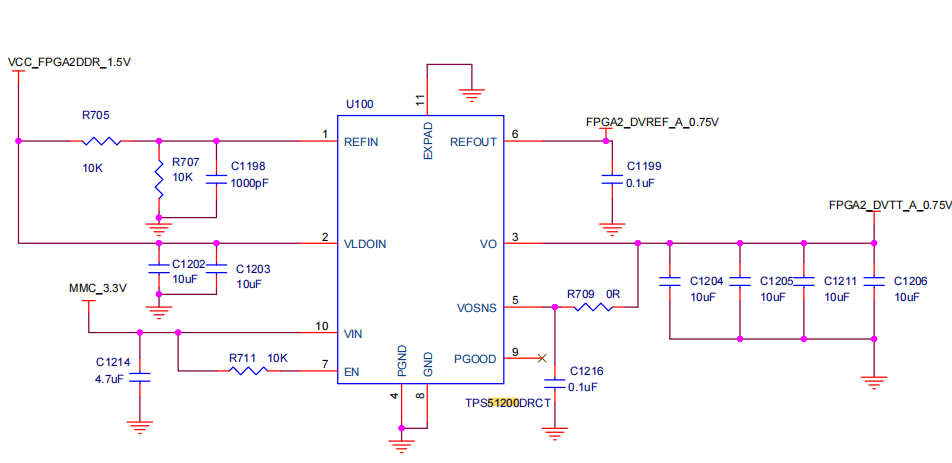 VCC_FPGA2DDR_1.5V
R705
10K
R707
10K
C1198
1000pF
U100
11
EXPAD
1
REFIN
REFOUT
6
FPGA2_DVREF_A_0.75V
C1199
0.1uF
2
VLDOIN
VO
3
FPGA2_DVTT_A_0.75V
C1202
10uF
C1203
10uF
C1204
10uF
C1205
10uF
C1211
10uF
C1206
10uF
MMC_3.3V
10
VIN
VOSNS
5
R709 0R
C1214
4.7uF
R711 10K
7
EN
PGND
GND
PGOOD
9
4
8
C1216
0.1uF
TPS51200DRCT